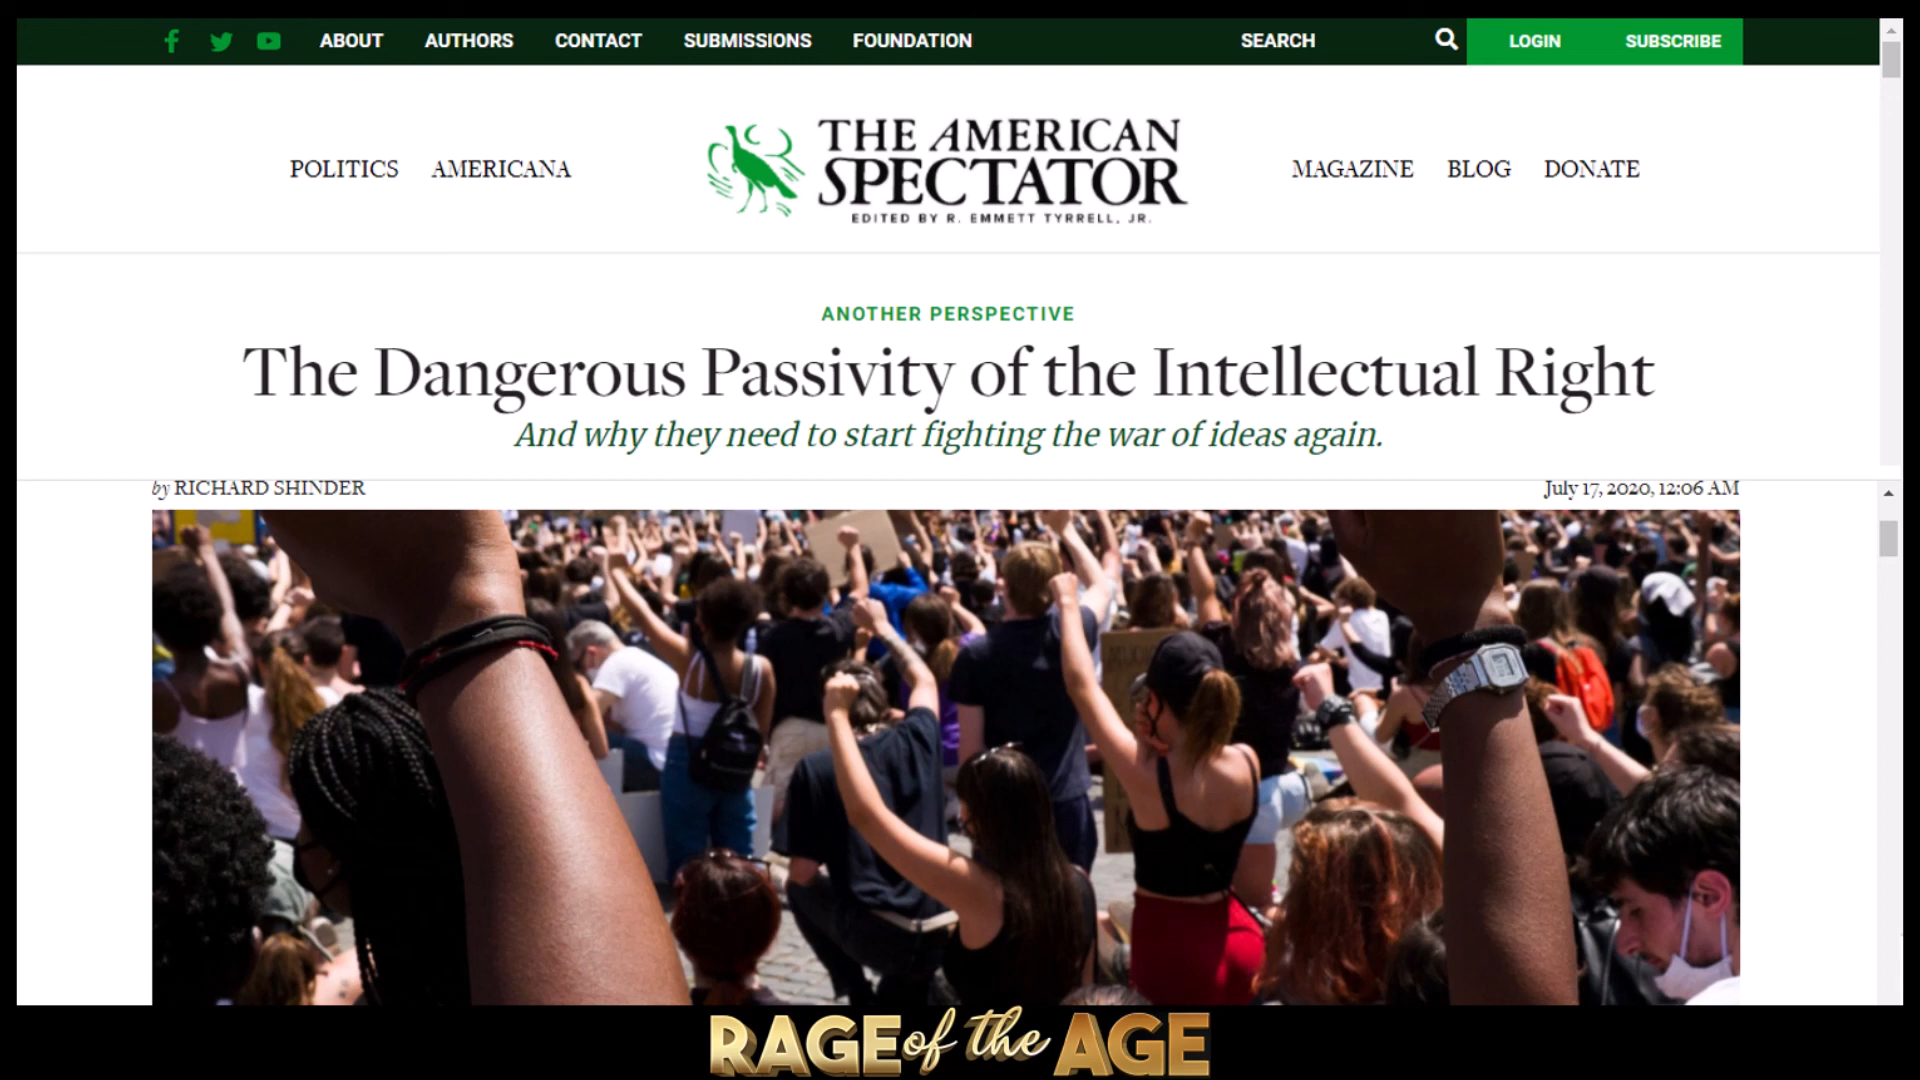 ABOUT AUTHORS CONTACT SUBMISSIONS FOUNDATION SEARCH LOGIN SUBSCRIBE
POLITICS AMERICANA
THE AMERICAN
SPECTATOR
EDITED BY R. EMMETT TYRRELL, JR.
MAGAZINE BLOG DONATE
ANOTHER PERSPECTIVE
The Dangerous Passivity of the Intellectual Right
And why they need to start fighting the war of ideas again.
by RICHARD SHINDER
July 17, 2020, 12:06 AM
RAGE of the AGE